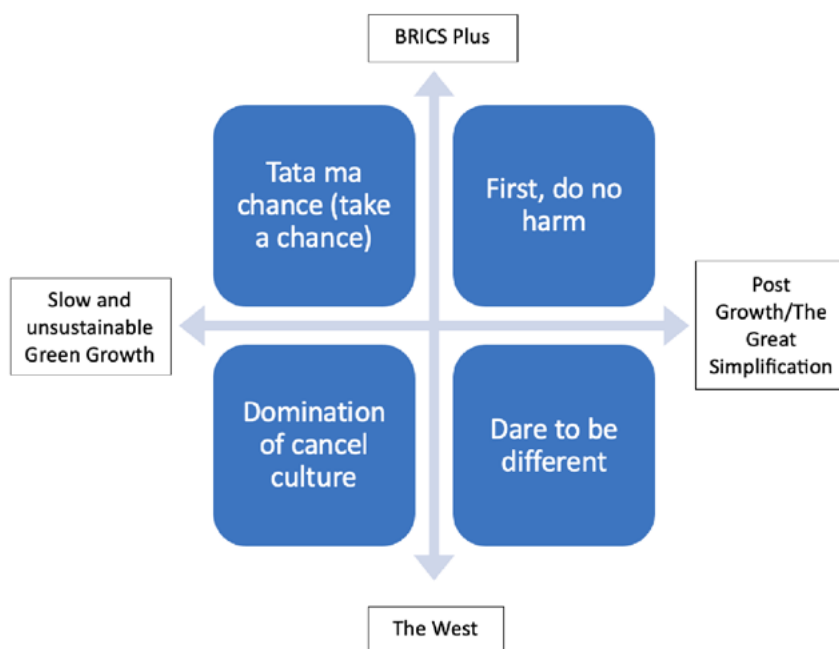 BRICS Plus
Tata ma
chance (take
a chance)
First, do no
harm
Slow and
unsustainable
Green Growth
Post
Growth/The
Great
Simplification
Domination
of cancel
culture
Dare to be
different
The West